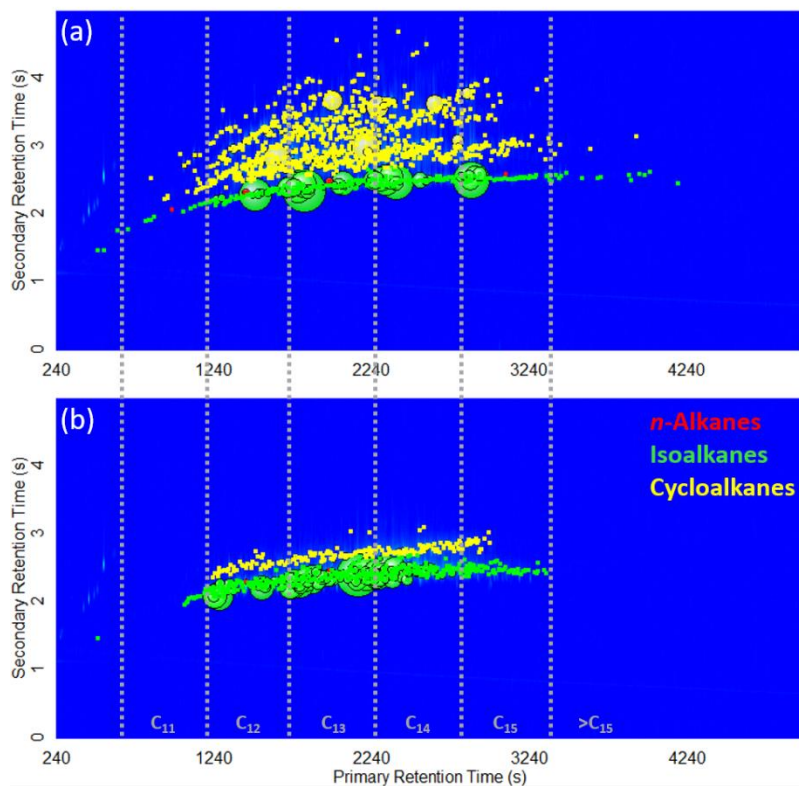 (a)
Secondary Retention Time (s)
4
3
2
1
0
240 1240 2240 3240 4240
(b)
n-Alkanes
Isoalkanes
Cycloalkanes
Secondary Retention Time (s)
4
3
2
1
0
C₁₁ C₁₂ C₁₃ C₁₄ C₁₅ >C₁₅
240 1240 2240 3240 4240
Primary Retention Time (s)